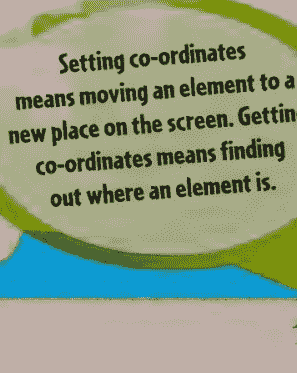 Setting co-ordinates
means moving an element to a
new place on the screen. Gettin
co-ordinates means finding
out where an element is.